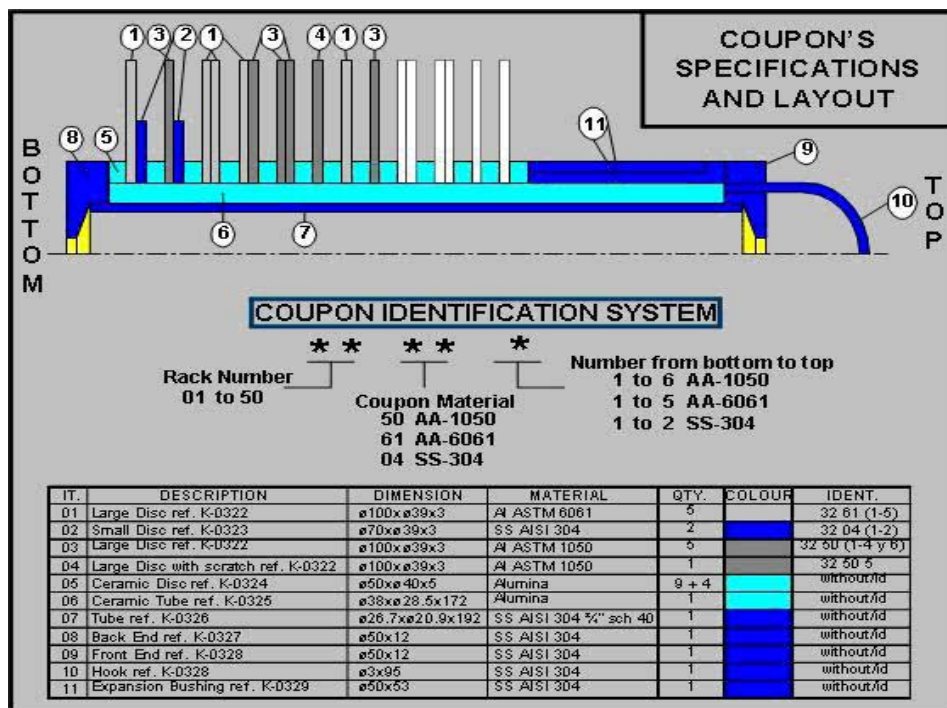 COUPON'S
SPECIFICATIONS
AND LAYOUT
1 3 2 1 3 4 1 3
8 5 11 9
BOTTOM
TOP
10
6 7
COUPON IDENTIFICATION SYSTEM
** ** *
Rack Number
01 to 50
Coupon Material
50 AA-1050
61 AA-6061
04 SS-304
Number from bottom to top
1 to 6 AA-1050
1 to 5 AA-6061
1 to 2 SS-304
IT. DESCRIPTION DIMENSION MATERIAL QTY. COLOUR IDENT.
01 Large Disc ref. K-0322 ø100xø39x3 Al ASTM 6061 5 32 61 (1-5)
02 Small Disc ref. K-0323 ø70xø39x3 SS AISI 304 2 32 04 (1-2)
03 Large Disc ref. K-0322 ø100xø39x3 Al ASTM 1050 5 32 50 (1-4 y 6)
04 Large Disc with scratch ref. K-0322 ø100xø39x3 Al ASTM 1050 1 32 50 5
05 Ceramic Disc ref. K-0324 ø50xø40x5 Alumina 9 + 4 without/id
06 Ceramic Tube ref. K-0325 ø38xø28.5x172 Alumina 1 without/id
07 Tube ref. K-0326 ø26.7xø20.9x192 SS AISI 304 ¾" sch 40 1 without/id
08 Back End ref. K-0327 ø50x12 SS AISI 304 1 without/id
09 Front End ref. K-0328 ø50x12 SS AISI 304 1 without/id
10 Hook ref. K-0328 ø3x95 SS AISI 304 1 without/id
11 Expansion Bushing ref. K-0329 ø50x53 SS AISI 304 1 without/id